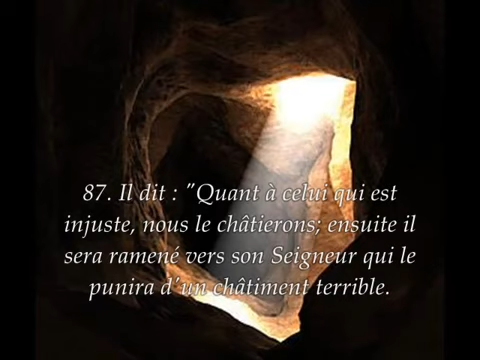 87. Il dit : "Quant à celui qui est
injuste, nous le châtierons; ensuite il
sera ramené vers son Seigneur qui le
punira d'un châtiment terrible.